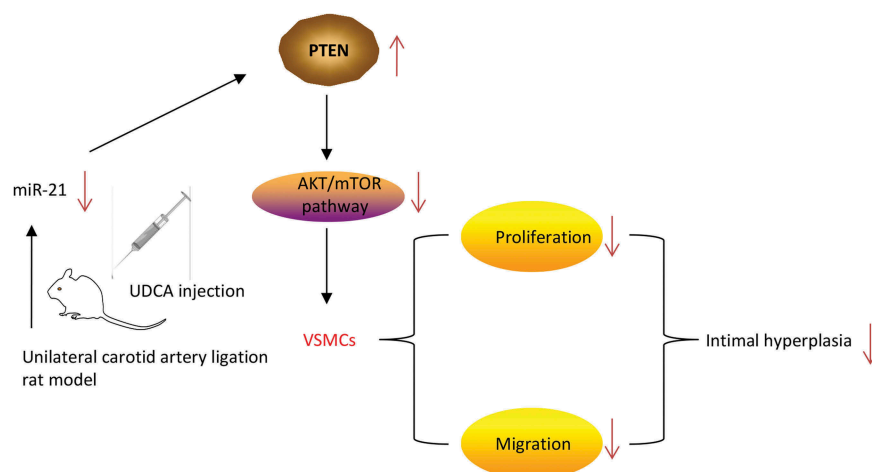 PTEN
miR-21
AKT/mTOR
pathway
Proliferation
UDCA injection
VSMCs
Intimal hyperplasia
Unilateral carotid artery ligation
rat model
Migration